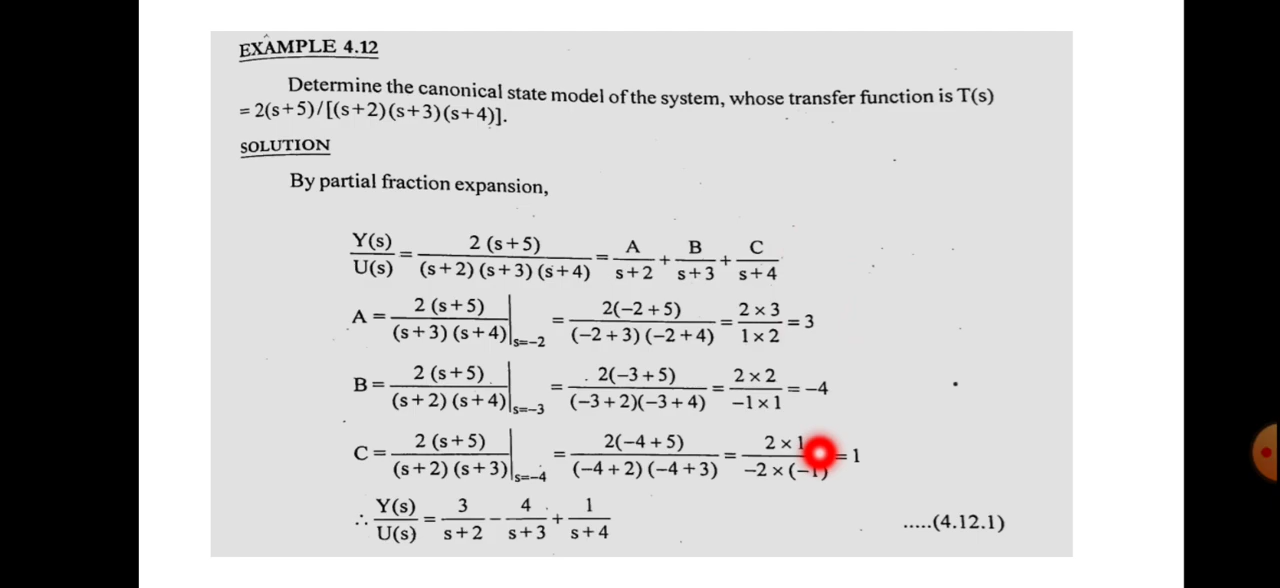 EXAMPLE 4.12
Determine the canonical state model of the system, whose transfer function is T(s)
= 2(s+5)/[(s+2)(s+3)(s+4)].
SOLUTION
By partial fraction expansion,
Y(s)/U(s) = 2 (s+5)/(s+2) (s+3) (s+4) = A/s+2 + B/s+3 + C/s+4
A = 2 (s+5)/(s+3) (s+4)|s=-2 = 2(-2+5)/(-2+3) (-2+4) = 2×3/1×2 = 3
B = 2 (s+5)/(s+2) (s+4)|s=-3 = 2(-3+5)/(-3+2)(-3+4) = 2×2/-1×1 = -4
C = 2 (s+5)/(s+2) (s+3)|s=-4 = 2(-4+5)/(-4+2) (-4+3) = 2×1/-2×(-1) = 1
∴ Y(s)/U(s) = 3/s+2 - 4/s+3 + 1/s+4 .....(4.12.1)